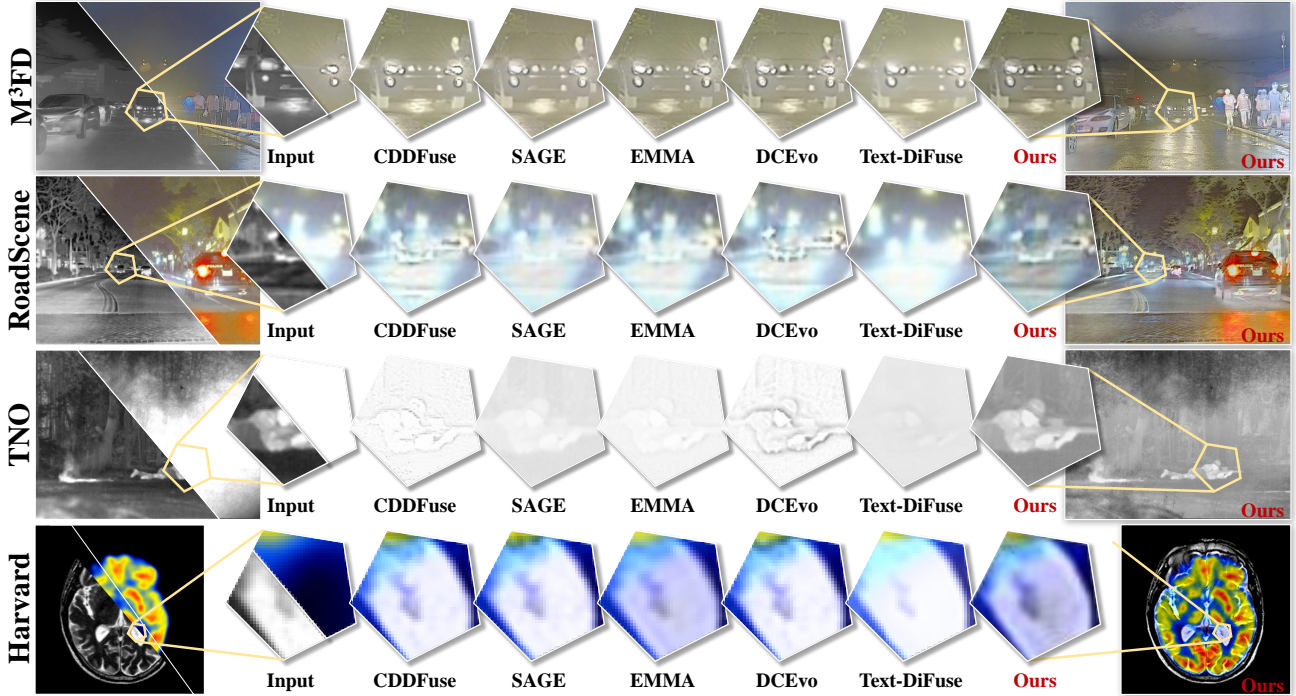 M³FD
Input CDDFuse SAGE EMMA DCEvo Text-DiFuse Ours Ours
RoadScene
Input CDDFuse SAGE EMMA DCEvo Text-DiFuse Ours Ours
TNO
Input CDDFuse SAGE EMMA DCEvo Text-DiFuse Ours Ours
Harvard
Input CDDFuse SAGE EMMA DCEvo Text-DiFuse Ours Ours